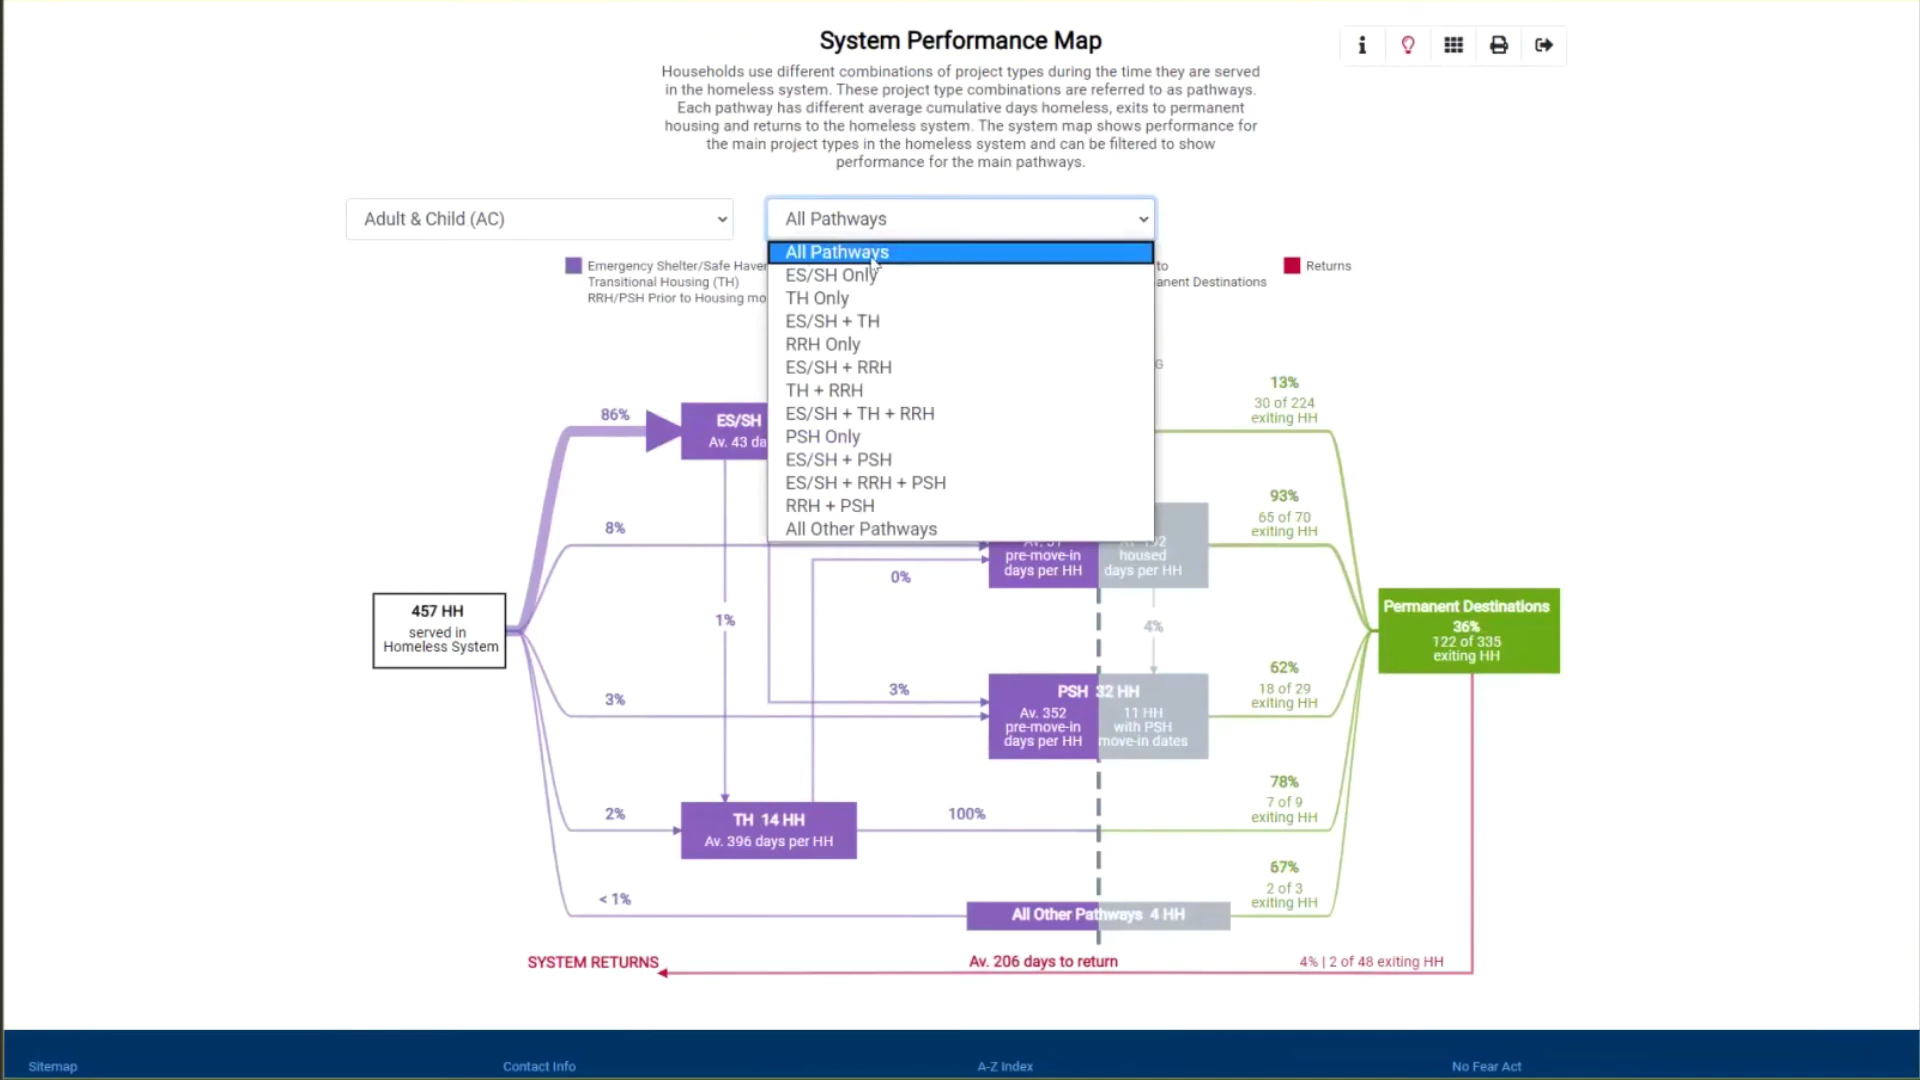 System Performance Map
Households use different combinations of project types during the time they are served
in the homeless system. These project type combinations are referred to as pathways.
Each pathway has different average cumulative days homeless, exits to permanent
housing and returns to the homeless system. The system map shows performance for
the main project types in the homeless system and can be filtered to show
performance for the main pathways.
Adult & Child (AC)
All Pathways
All Pathways
ES/SH Only
TH Only
ES/SH + TH
RRH Only
ES/SH + RRH
TH + RRH
ES/SH + TH + RRH
PSH Only
ES/SH + PSH
ES/SH + RRH + PSH
RRH + PSH
All Other Pathways
Emergency Shelter/Safe Haven
Transitional Housing (TH)
RRH/PSH Prior to Housing mo
to
anent Destinations
Returns
G
86%
ES/SH
Av. 43 da
13%
30 of 224
exiting HH
8%
0%
pre-move-in
days per HH
housed
days per HH
93%
65 of 70
exiting HH
457 HH
served in
Homeless System
1%
4%
Permanent Destinations
36%
122 of 335
exiting HH
3%
3%
PSH 32 HH
Av. 352
pre-move-in
days per HH
11 HH
with PSH
move-in dates
62%
18 of 29
exiting HH
2%
TH 14 HH
Av. 396 days per HH
100%
78%
7 of 9
exiting HH
< 1%
All Other Pathways 4 HH
67%
2 of 3
exiting HH
SYSTEM RETURNS
Av. 206 days to return
4% | 2 of 48 exiting HH
Sitemap
Contact Info
A-Z Index
No Fear Act